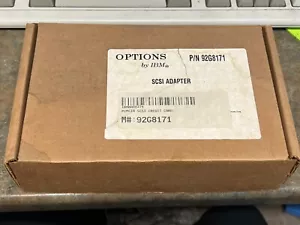 OPTIONS
by IBM®
P/N 92G8171
SCSI ADAPTER
M#: 92G8171